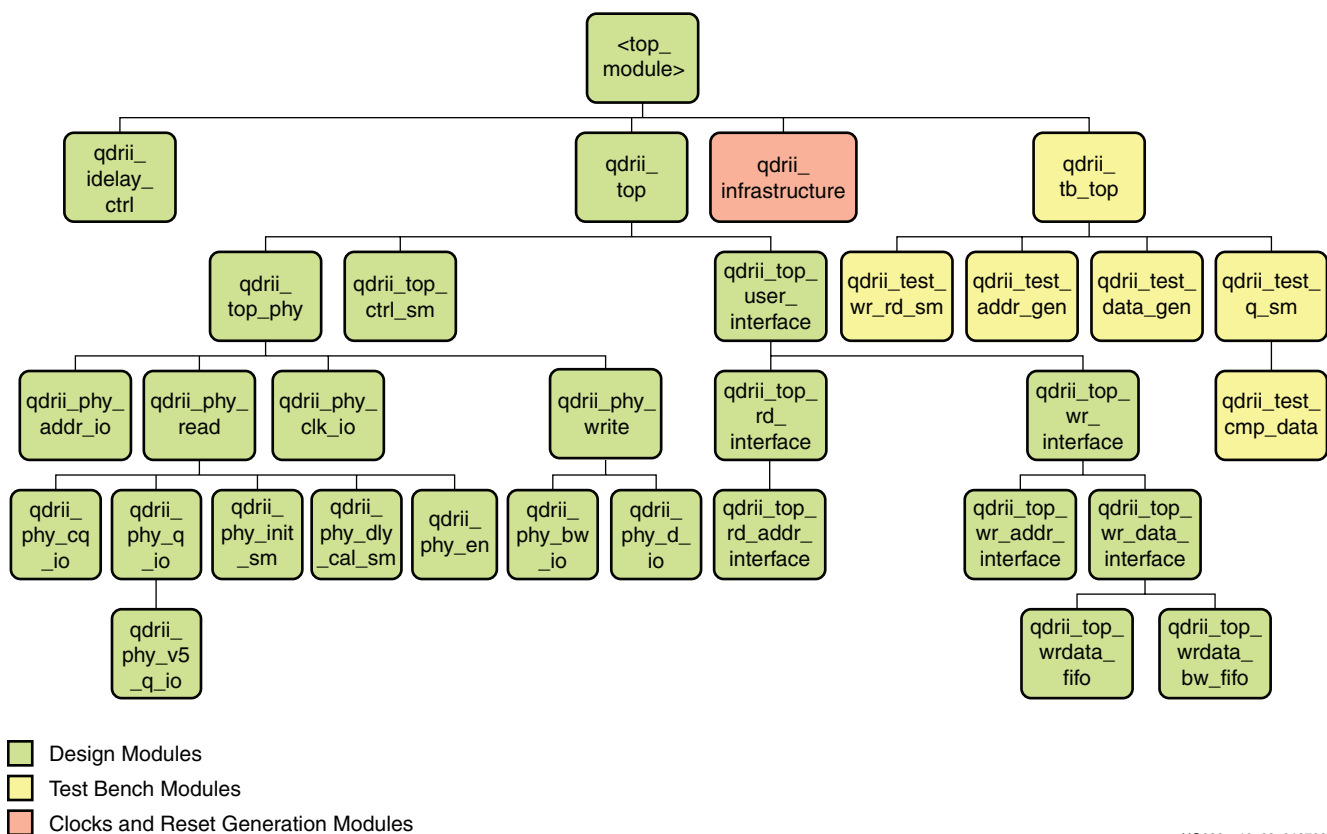 <top_
module>
qdrii_
idelay_
ctrl
qdrii_
top
qdrii_
infrastructure
qdrii_
tb_top
qdrii_
top_phy
qdrii_top_
ctrl_sm
qdrii_top_
user_
interface
qdrii_test_
wr_rd_sm
qdrii_test_
addr_gen
qdrii_test_
data_gen
qdrii_test_
q_sm
qdrii_phy_
addr_io
qdrii_phy_
read
qdrii_phy_
clk_io
qdrii_phy_
write
qdrii_top_
rd_
interface
qdrii_top_
wr_
interface
qdrii_test_
cmp_data
qdrii_
phy_cq
_io
qdrii_
phy_q
_io
qdrii_
phy_init
_sm
qdrii_
phy_dly
_cal_sm
qdrii_
phy_en
qdrii_
phy_bw
_io
qdrii_
phy_d_
io
qdrii_top_
rd_addr_
interface
qdrii_top_
wr_addr_
interface
qdrii_top_
wr_data_
interface
qdrii_
phy_v5
_q_io
qdrii_top_
wrdata_
fifo
qdrii_top_
wrdata_
bw_fifo
Design Modules
Test Bench Modules
Clocks and Reset Generation Modules